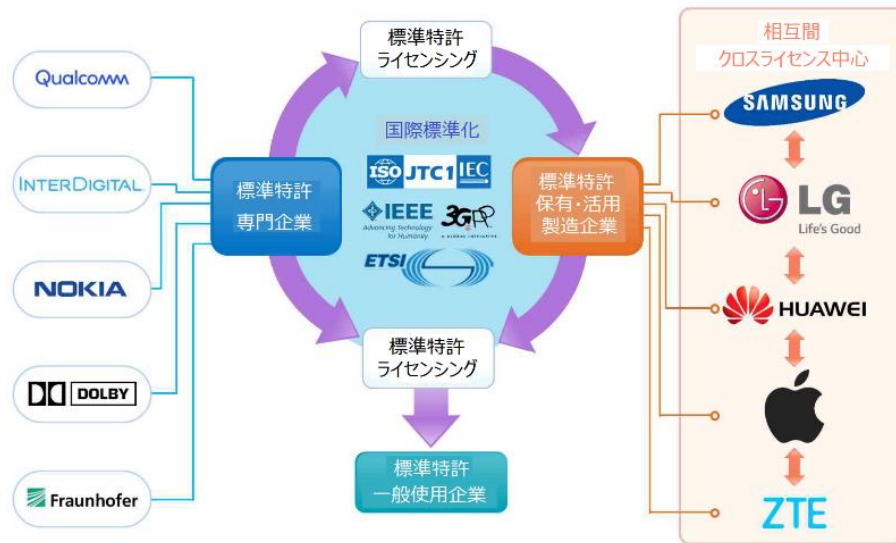 標準特許
ライセンシング
相互間
クロスライセンス中心
Qualcomm
INTERDIGITAL
NOKIA
DOLBY
Fraunhofer
標準特許
専門企業
国際標準化
ISO JTC1 IEC
IEEE
Advancing Technology
for Humanity
3GPP
A GLOBAL INITIATIVE
ETSI
標準特許
保有・活用
製造企業
標準特許
ライセンシング
標準特許
一般使用企業
SAMSUNG
LG
Life's Good
HUAWEI
ZTE